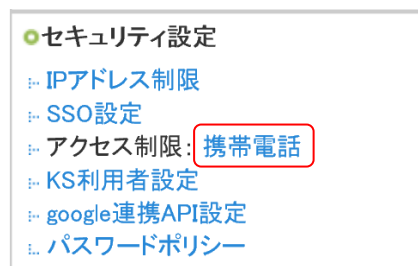 セキュリティ設定
IPアドレス制限
SSO設定
アクセス制限: 携帯電話
KS利用者設定
google連携API設定
パスワードポリシー